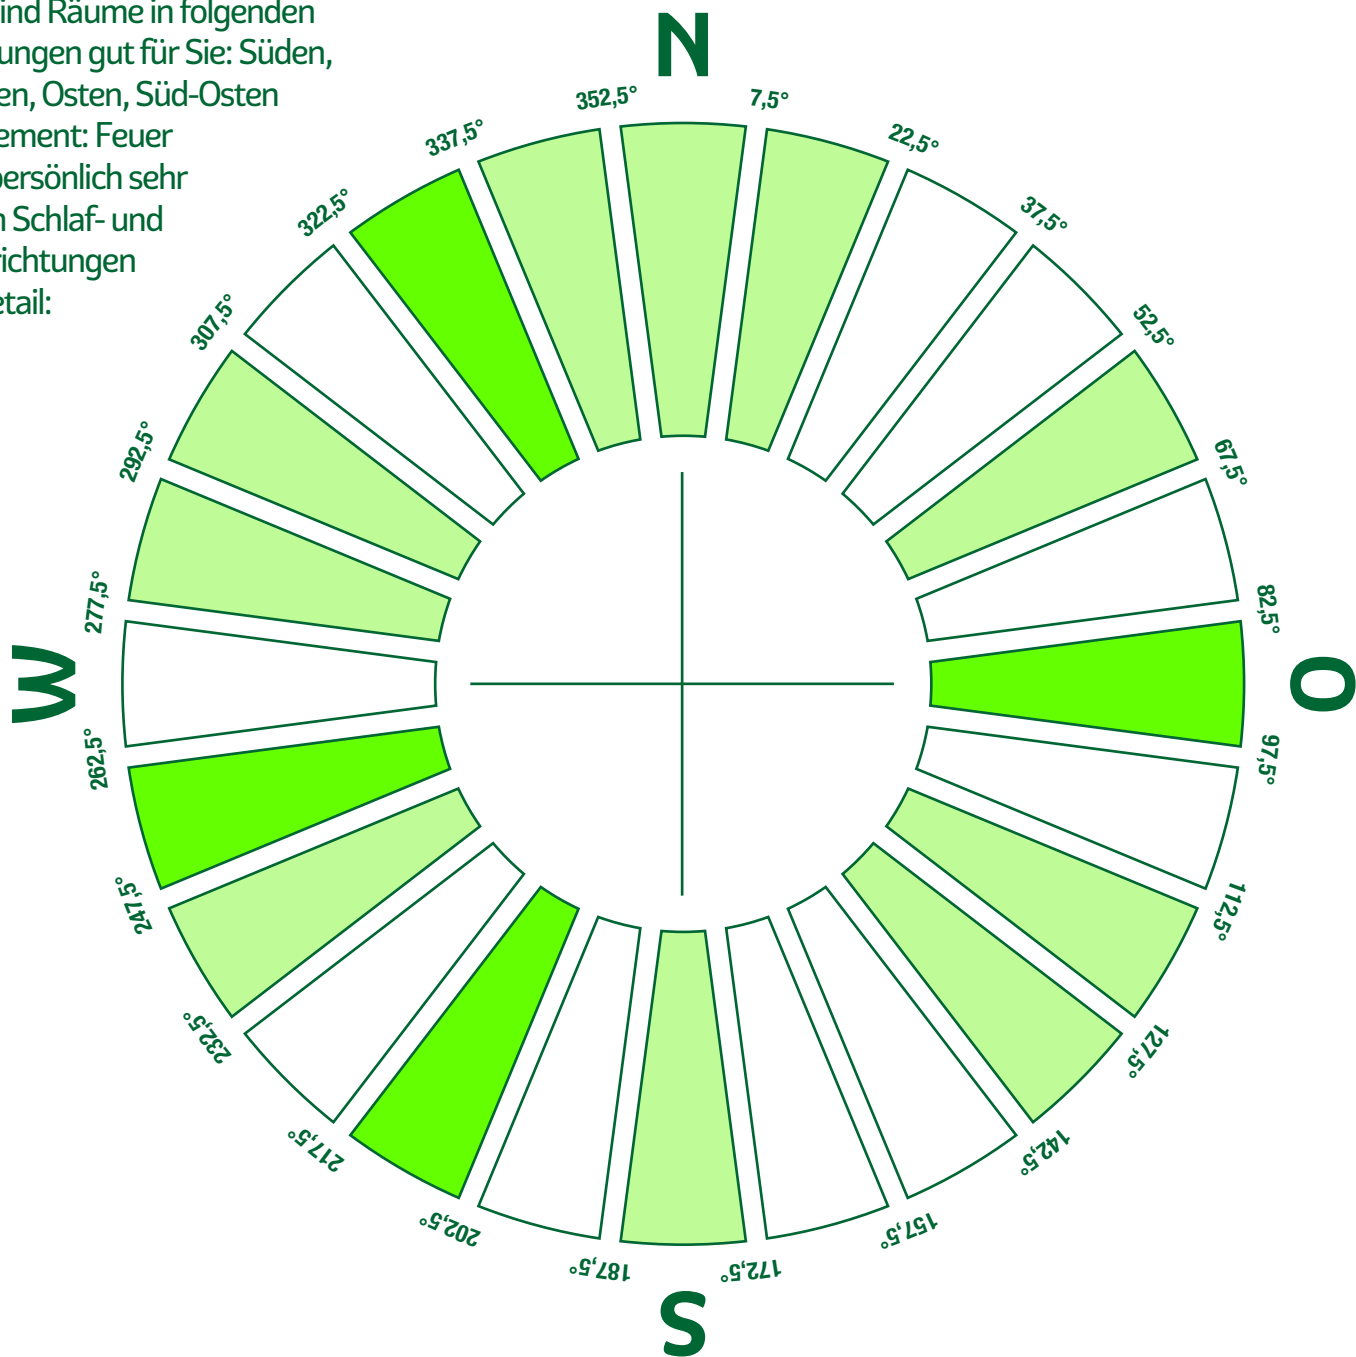 ind Räume in folgenden
ungen gut für Sie: Süden,
en, Osten, Süd-Osten
ement: Feuer
persönlich sehr
n Schlaf- und
richtungen
etail:
N
352,5°
7,5°
337,5°
22,5°
322,5°
37,5°
307,5°
52,5°
292,5°
67,5°
277,5°
82,5°
W
O
262,5°
97,5°
247,5°
112,5°
232,5°
127,5°
217,5°
142,5°
202,5°
157,5°
187,5°
172,5°
S